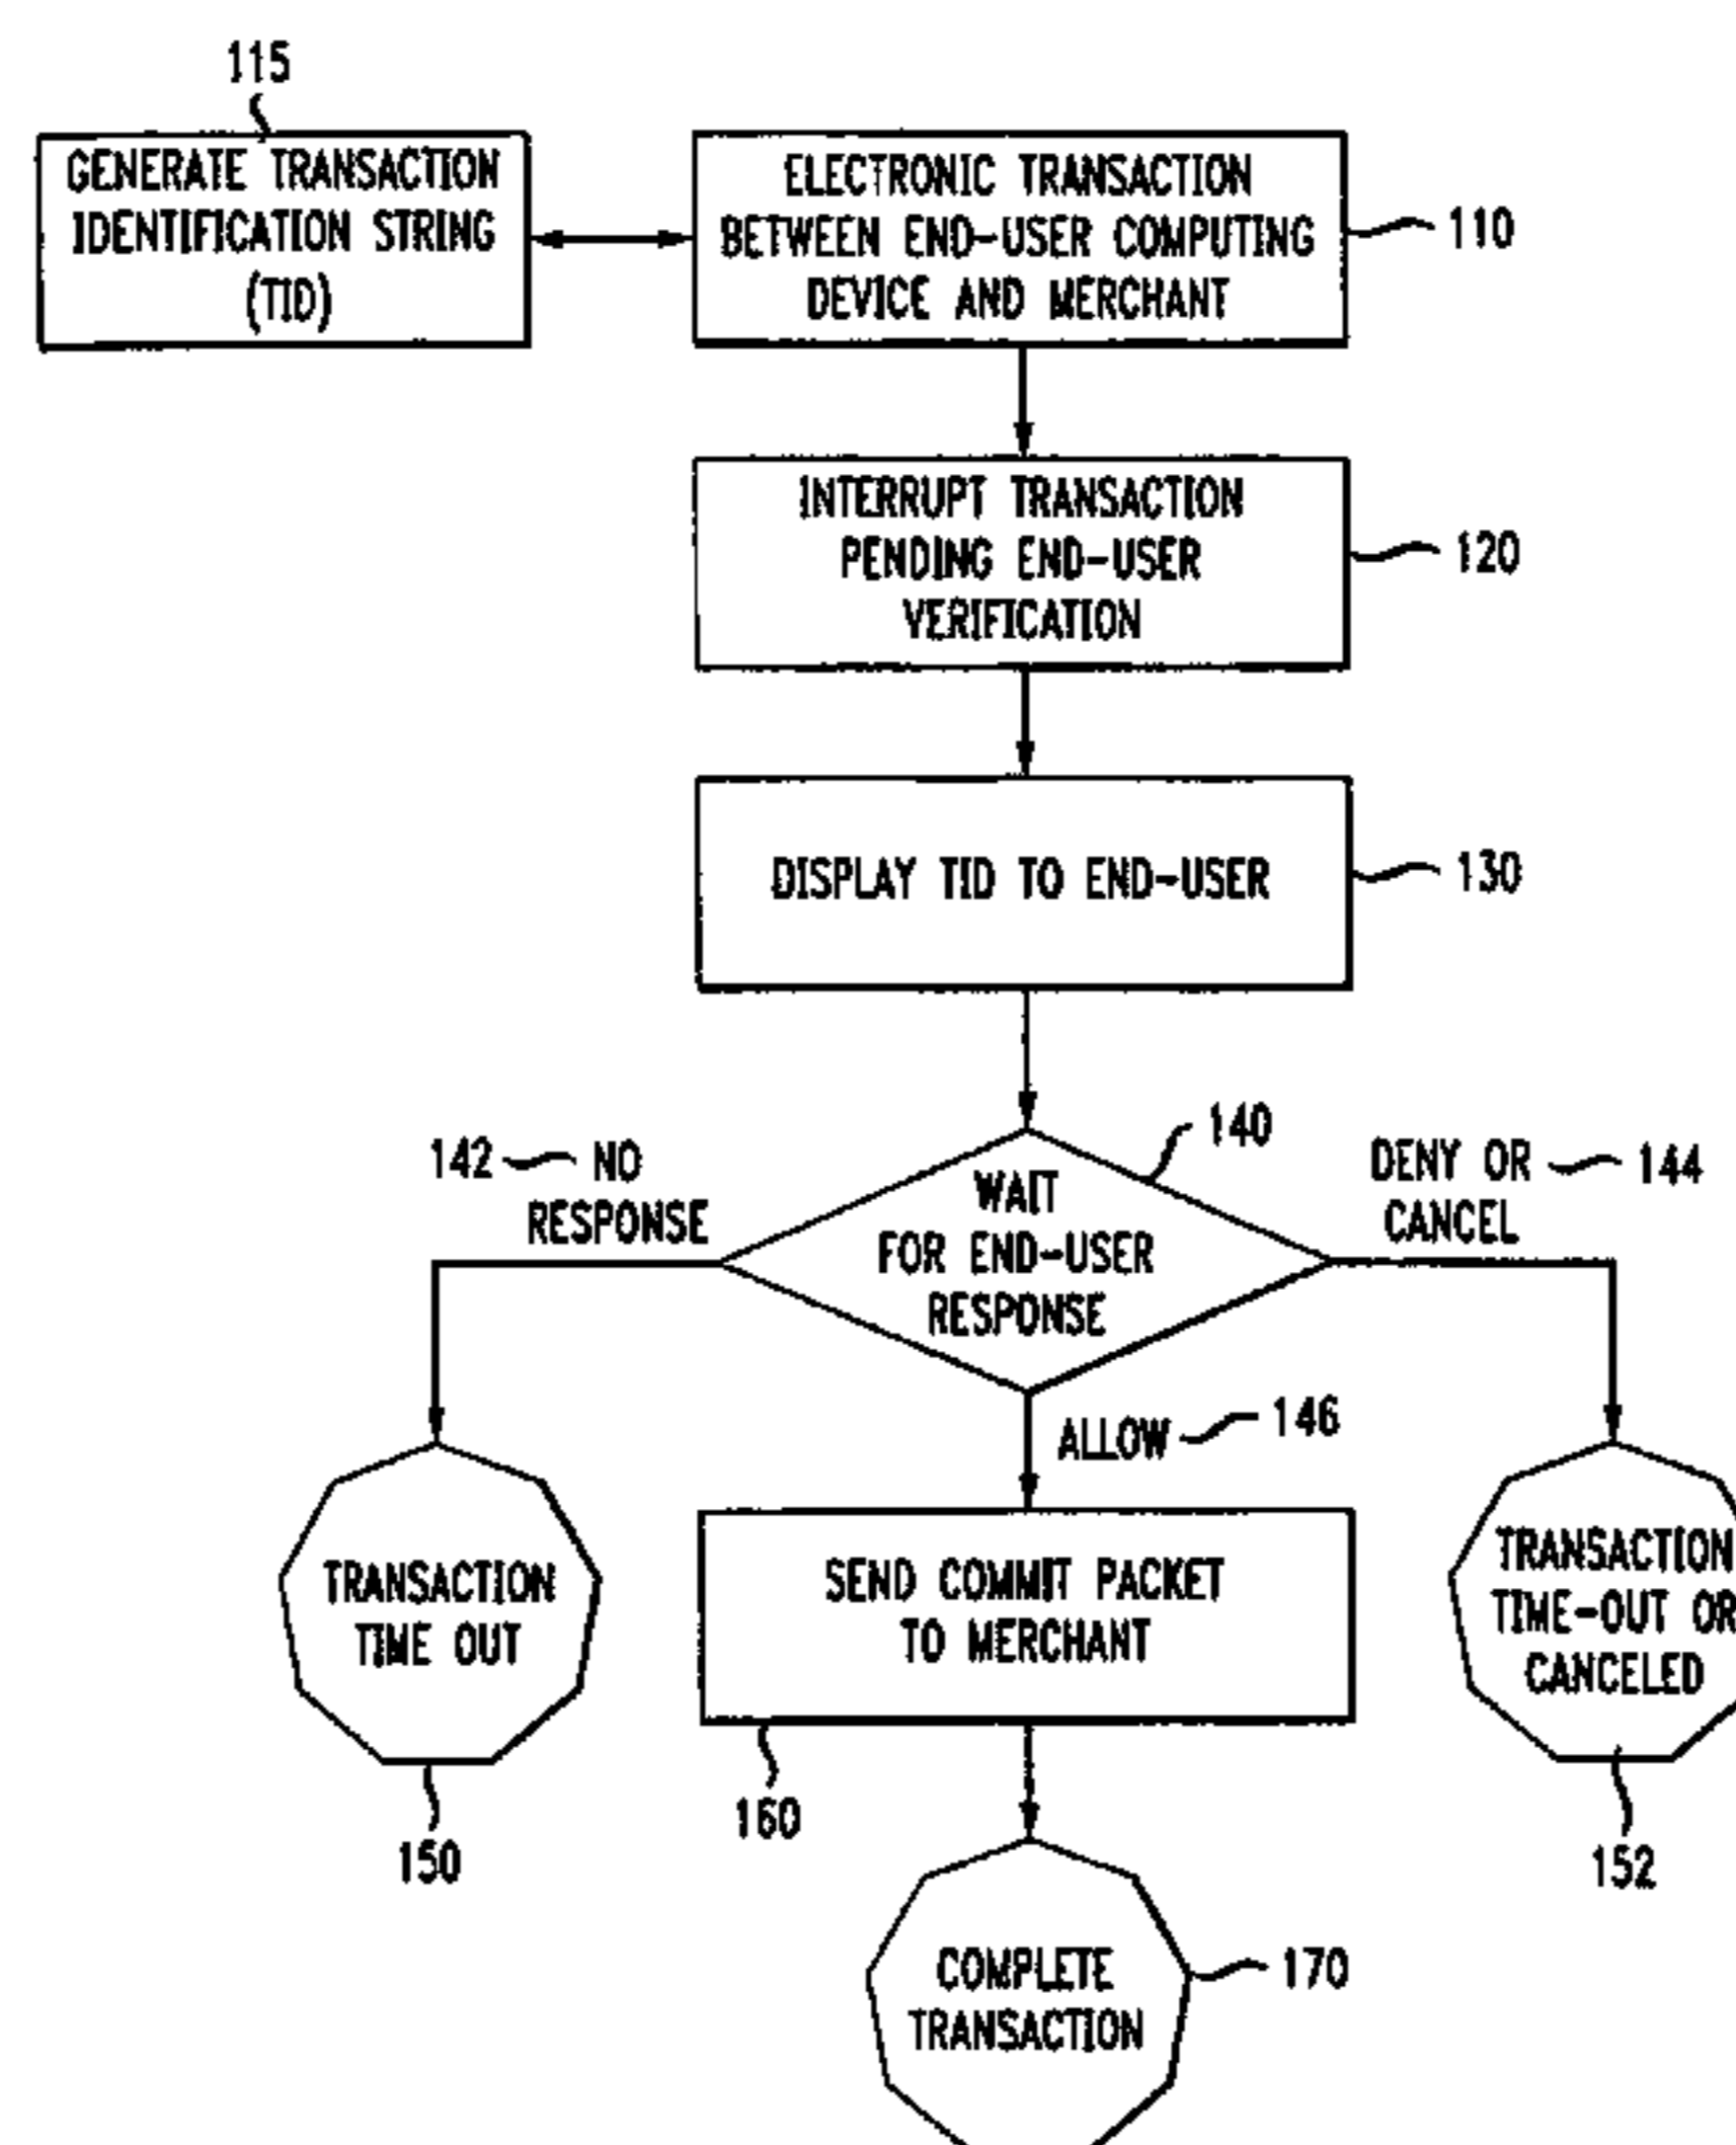 115
GENERATE TRANSACTION
IDENTIFICATION STRING
(TID)
ELECTRONIC TRANSACTION
BETWEEN END-USER COMPUTING
DEVICE AND MERCHANT
110
INTERRUPT TRANSACTION
PENDING END-USER
VERIFICATION
120
DISPLAY TID TO END-USER
130
140
WAIT
FOR END-USER
RESPONSE
142
NO
RESPONSE
DENY OR
CANCEL
144
ALLOW
146
TRANSACTION
TIME OUT
150
SEND COMMIT PACKET
TO MERCHANT
160
TRANSACTION
TIME-OUT OR
CANCELED
152
COMPLETE
TRANSACTION
170